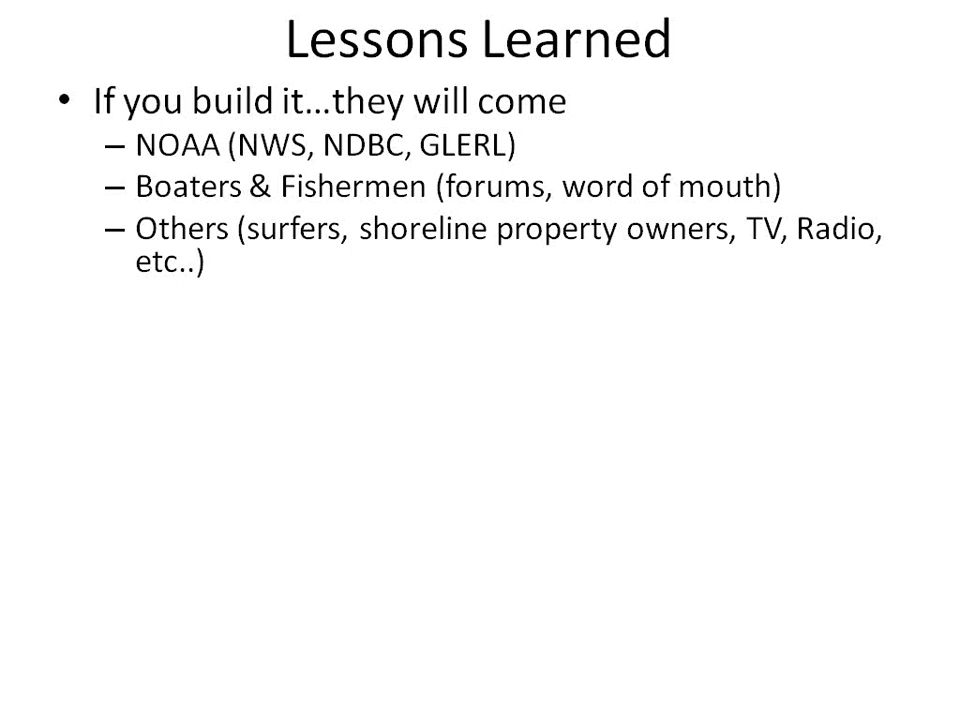 Lessons Learned
• If you build it…they will come
– NOAA (NWS, NDBC, GLERL)
– Boaters & Fishermen (forums, word of mouth)
– Others (surfers, shoreline property owners, TV, Radio,
etc..)